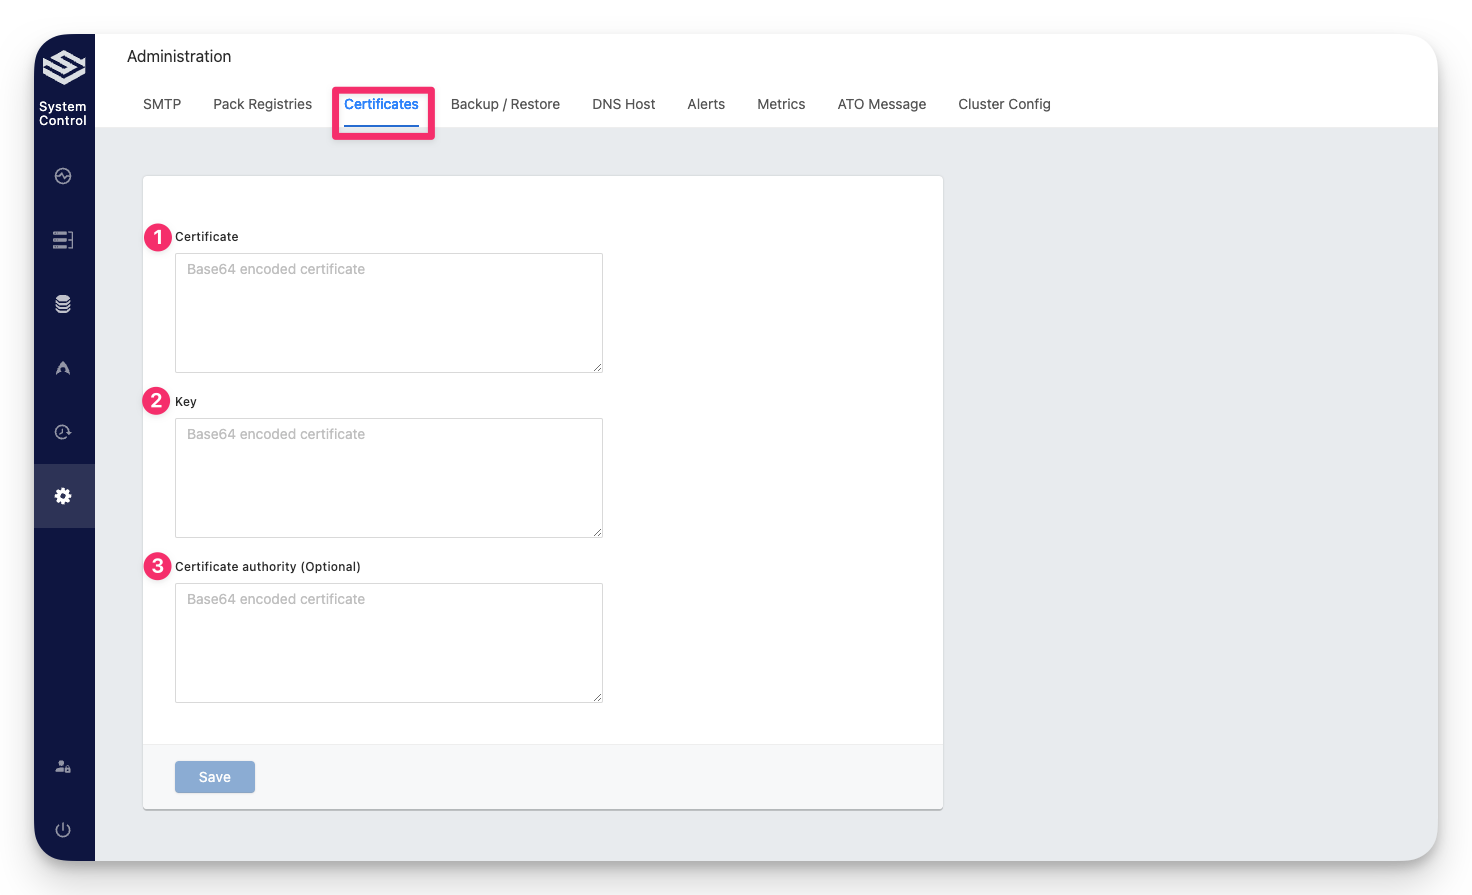 System
Control
Administration
SMTP Pack Registries Certificates Backup / Restore DNS Host Alerts Metrics ATO Message Cluster Config
1 Certificate
Base64 encoded certificate
2 Key
Base64 encoded certificate
3 Certificate authority (Optional)
Base64 encoded certificate
Save